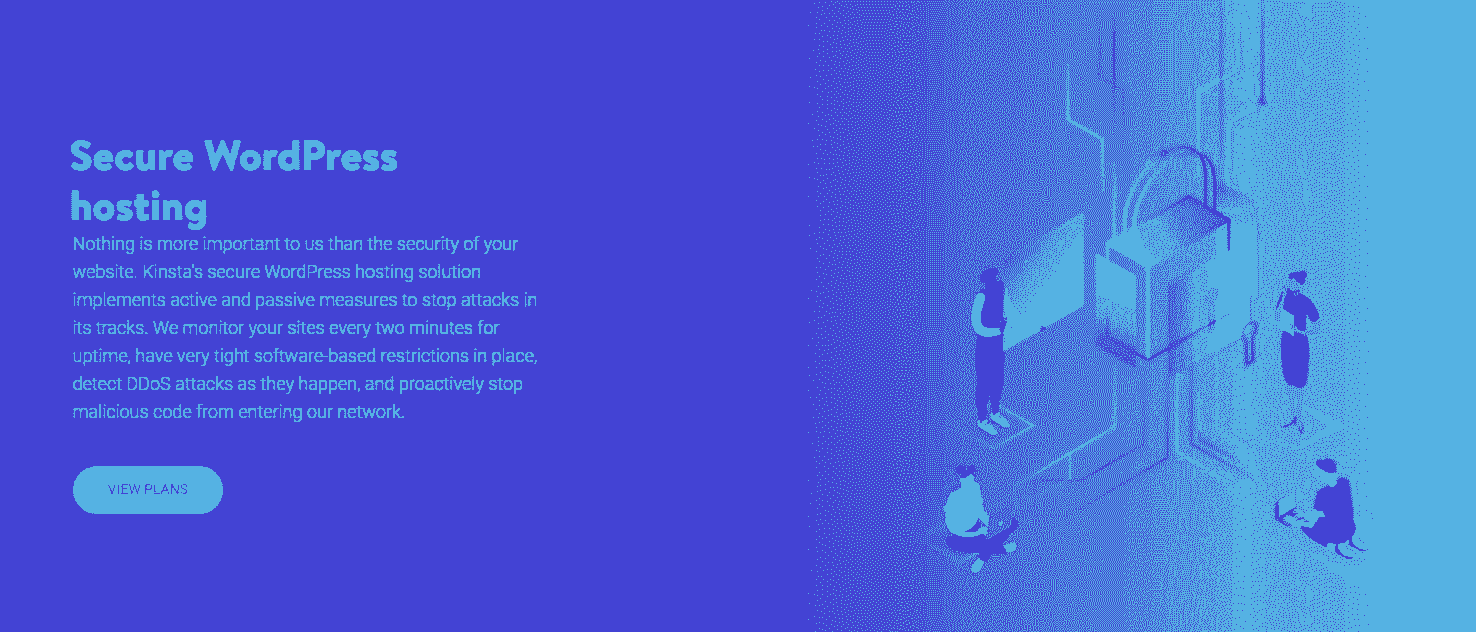 Secure WordPress
hosting
Nothing is more important to us than the security of your
website. Kinsta's secure WordPress hosting solution
implements active and passive measures to stop attacks in
its tracks. We monitor your sites every two minutes for
uptime, have very tight software-based restrictions in place,
detect DDoS attacks as they happen, and proactively stop
malicious code from entering our network.
VIEW PLANS